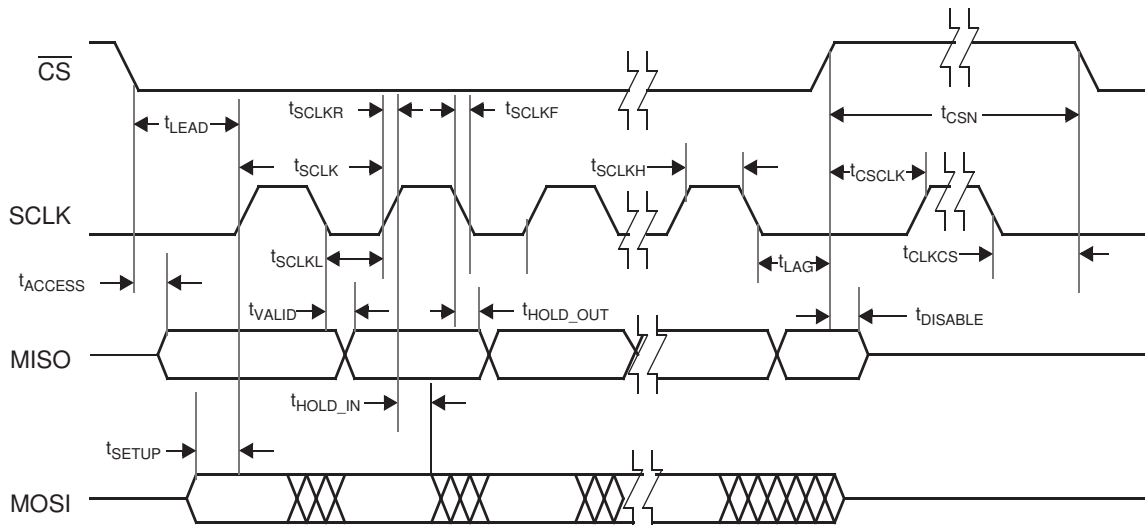 CS
tSCLKR
tSCLKF
tLEAD
tCSN
tSCLK
tSCLKH
tCSCLK
SCLK
tSCLKL
tLAG
tCLKCS
tACCESS
tVALID
tHOLD_OUT
tDISABLE
MISO
tHOLD_IN
tSETUP
MOSI